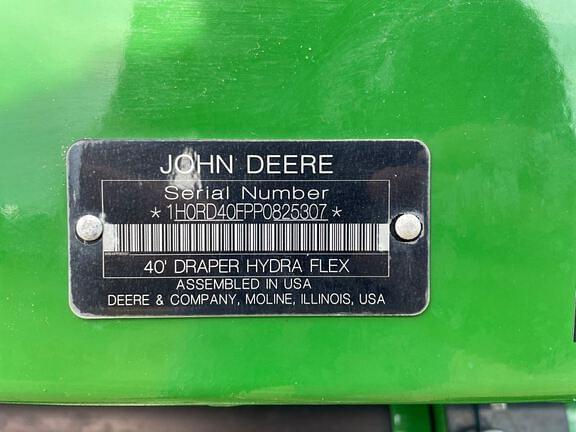 JOHN DEERE
Serial Number
*1H0RD40FPP0825307*
40' DRAPER HYDRA FLEX
ASSEMBLED IN USA
DEERE & COMPANY, MOLINE, ILLINOIS, USA